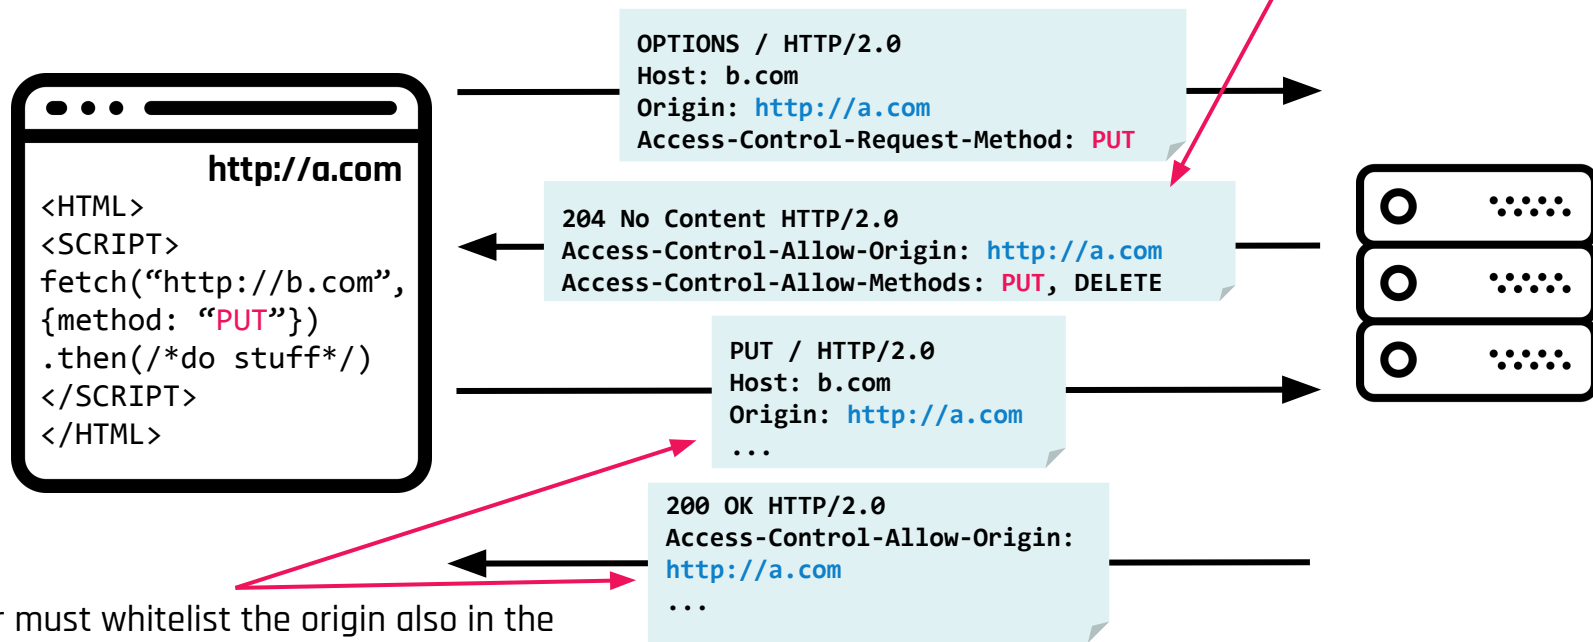 OPTIONS / HTTP/2.0
Host: b.com
Origin: http://a.com
Access-Control-Request-Method: PUT
http://a.com
<HTML>
<SCRIPT>
fetch(“http://b.com”,
{method: “PUT”})
.then(/*do stuff*/)
</SCRIPT>
</HTML>
204 No Content HTTP/2.0
Access-Control-Allow-Origin: http://a.com
Access-Control-Allow-Methods: PUT, DELETE
PUT / HTTP/2.0
Host: b.com
Origin: http://a.com
...
200 OK HTTP/2.0
Access-Control-Allow-Origin:
http://a.com
...
must whitelist the origin also in the